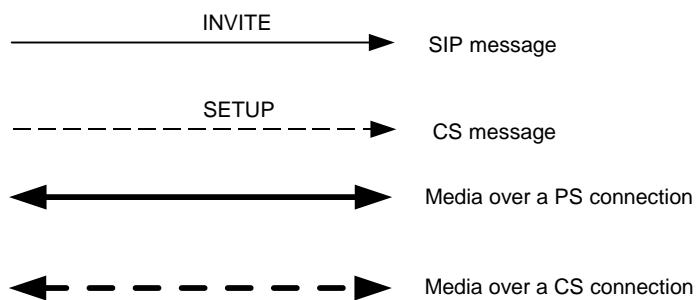 INVITE
SIP message
SETUP
CS message
Media over a PS connection
Media over a CS connection